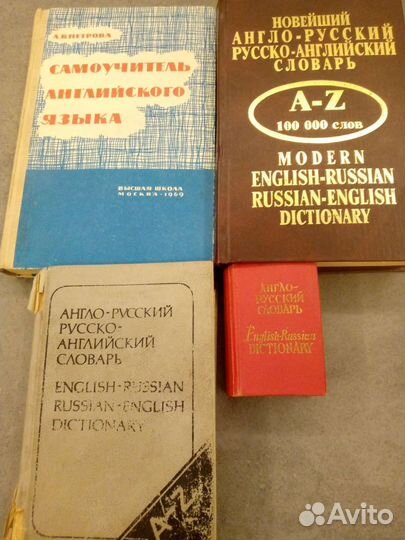 А.В.ПЕТРОВА
САМОУЧИТЕЛЬ
АНГЛИЙСКОГО
ЯЗЫКА
ВЫСШАЯ ШКОЛА
МОСКВА - 1969
НОВЕЙШИЙ
АНГЛО-РУССКИЙ
РУССКО-АНГЛИЙСКИЙ
СЛОВАРЬ
A-Z
100 000 слов
MODERN
ENGLISH-RUSSIAN
RUSSIAN-ENGLISH
DICTIONARY
АНГЛО-РУССКИЙ
РУССКО-
АНГЛИЙСКИЙ
СЛОВАРЬ
ENGLISH-RUSSIAN
RUSSIAN-ENGLISH
DICTIONARY
A-Z
АНГЛО-
РУССКИЙ
СЛОВАРЬ
English-Russian
DICTIONARY
Avito